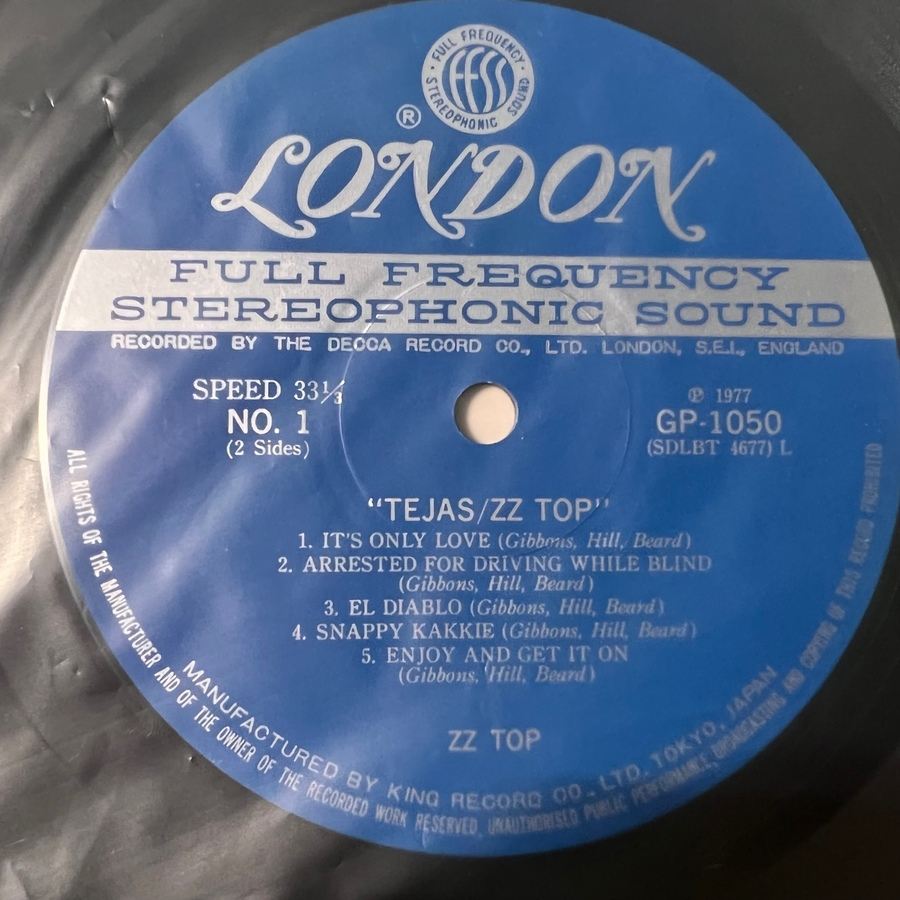 FULL FREQUENCY
FFSS
STEREOPHONIC SOUND
®
LONDON
FULL FREQUENCY
STEREOPHONIC SOUND
RECORDED BY THE DECCA RECORD CO., LTD. LONDON, S.E.I., ENGLAND
SPEED 33⅓
NO. 1
(2 Sides)
℗ 1977
GP-1050
(SDLBT 4677) L
"TEJAS/ZZ TOP"
1. IT'S ONLY LOVE (Gibbons, Hill, Beard)
2. ARRESTED FOR DRIVING WHILE BLIND
(Gibbons, Hill, Beard)
3. EL DIABLO (Gibbons, Hill, Beard)
4. SNAPPY KAKKIE (Gibbons, Hill, Beard)
5. ENJOY AND GET IT ON
(Gibbons, Hill, Beard)
ZZ TOP
MANUFACTURED BY KING RECORD CO., LTD. TOKYO, JAPAN
ALL RIGHTS OF THE MANUFACTURER AND OF THE OWNER OF THE RECORDED WORK RESERVED. UNAUTHORISED PUBLIC PERFORMANCE, BROADCASTING AND COPYING OF THIS RECORD PROHIBITED